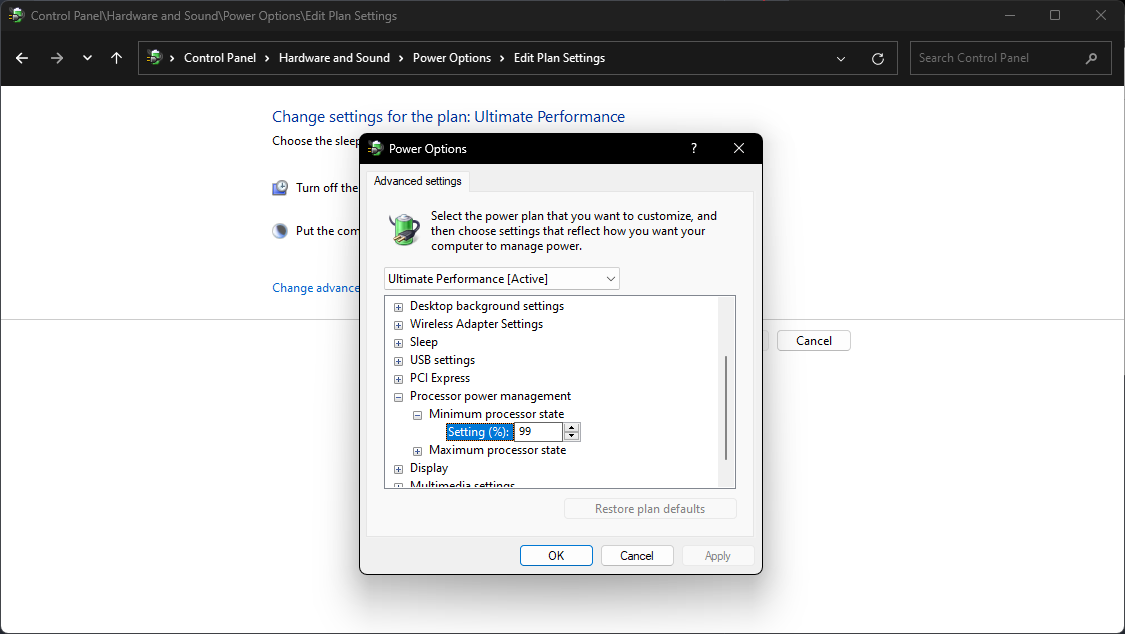 Control Panel\Hardware and Sound\Power Options\Edit Plan Settings
Control Panel > Hardware and Sound > Power Options > Edit Plan Settings
Search Control Panel
Change settings for the plan: Ultimate Performance
Choose the sleep
Turn off the
Put the com
Change advance
Cancel
Power Options
?
Advanced settings
Select the power plan that you want to customize, and
then choose settings that reflect how you want your
computer to manage power.
Ultimate Performance [Active]
Desktop background settings
Wireless Adapter Settings
Sleep
USB settings
PCI Express
Processor power management
Minimum processor state
Setting (%): 99
Maximum processor state
Display
Multimedia settings
Restore plan defaults
OK
Cancel
Apply